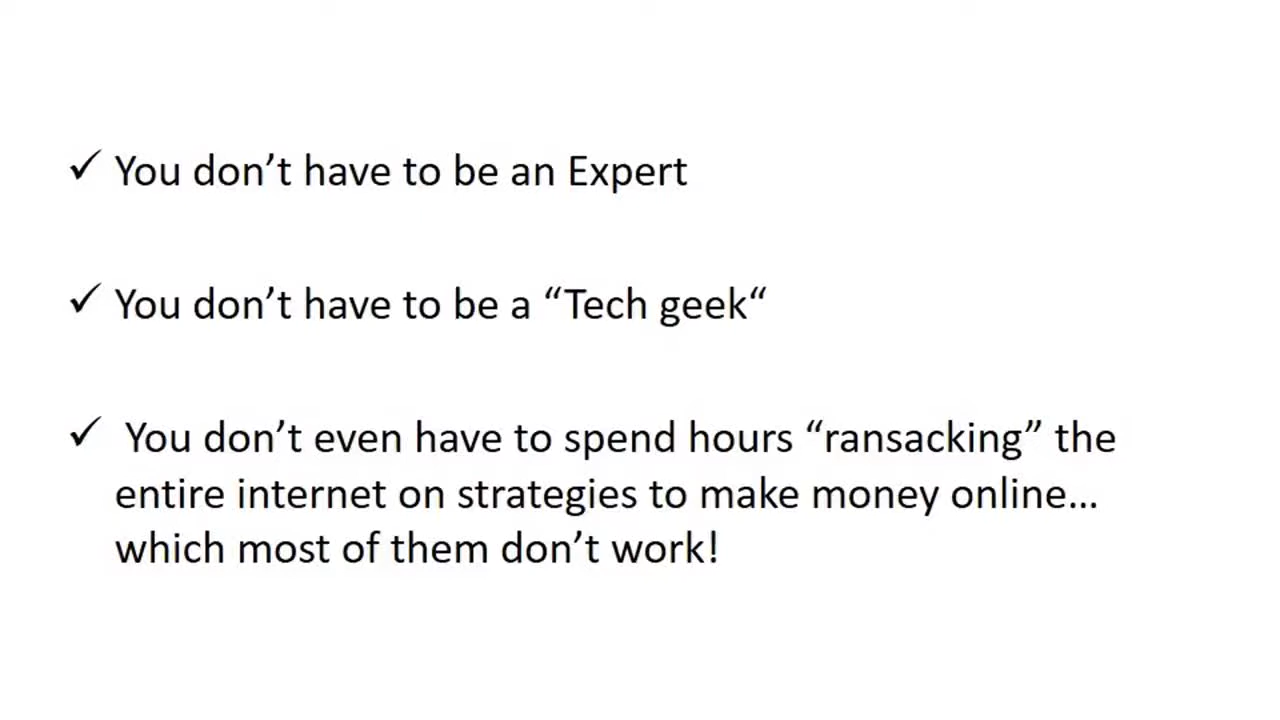 ✓ You don’t have to be an Expert
✓ You don’t have to be a “Tech geek“
✓ You don’t even have to spend hours “ransacking” the
entire internet on strategies to make money online…
which most of them don’t work!